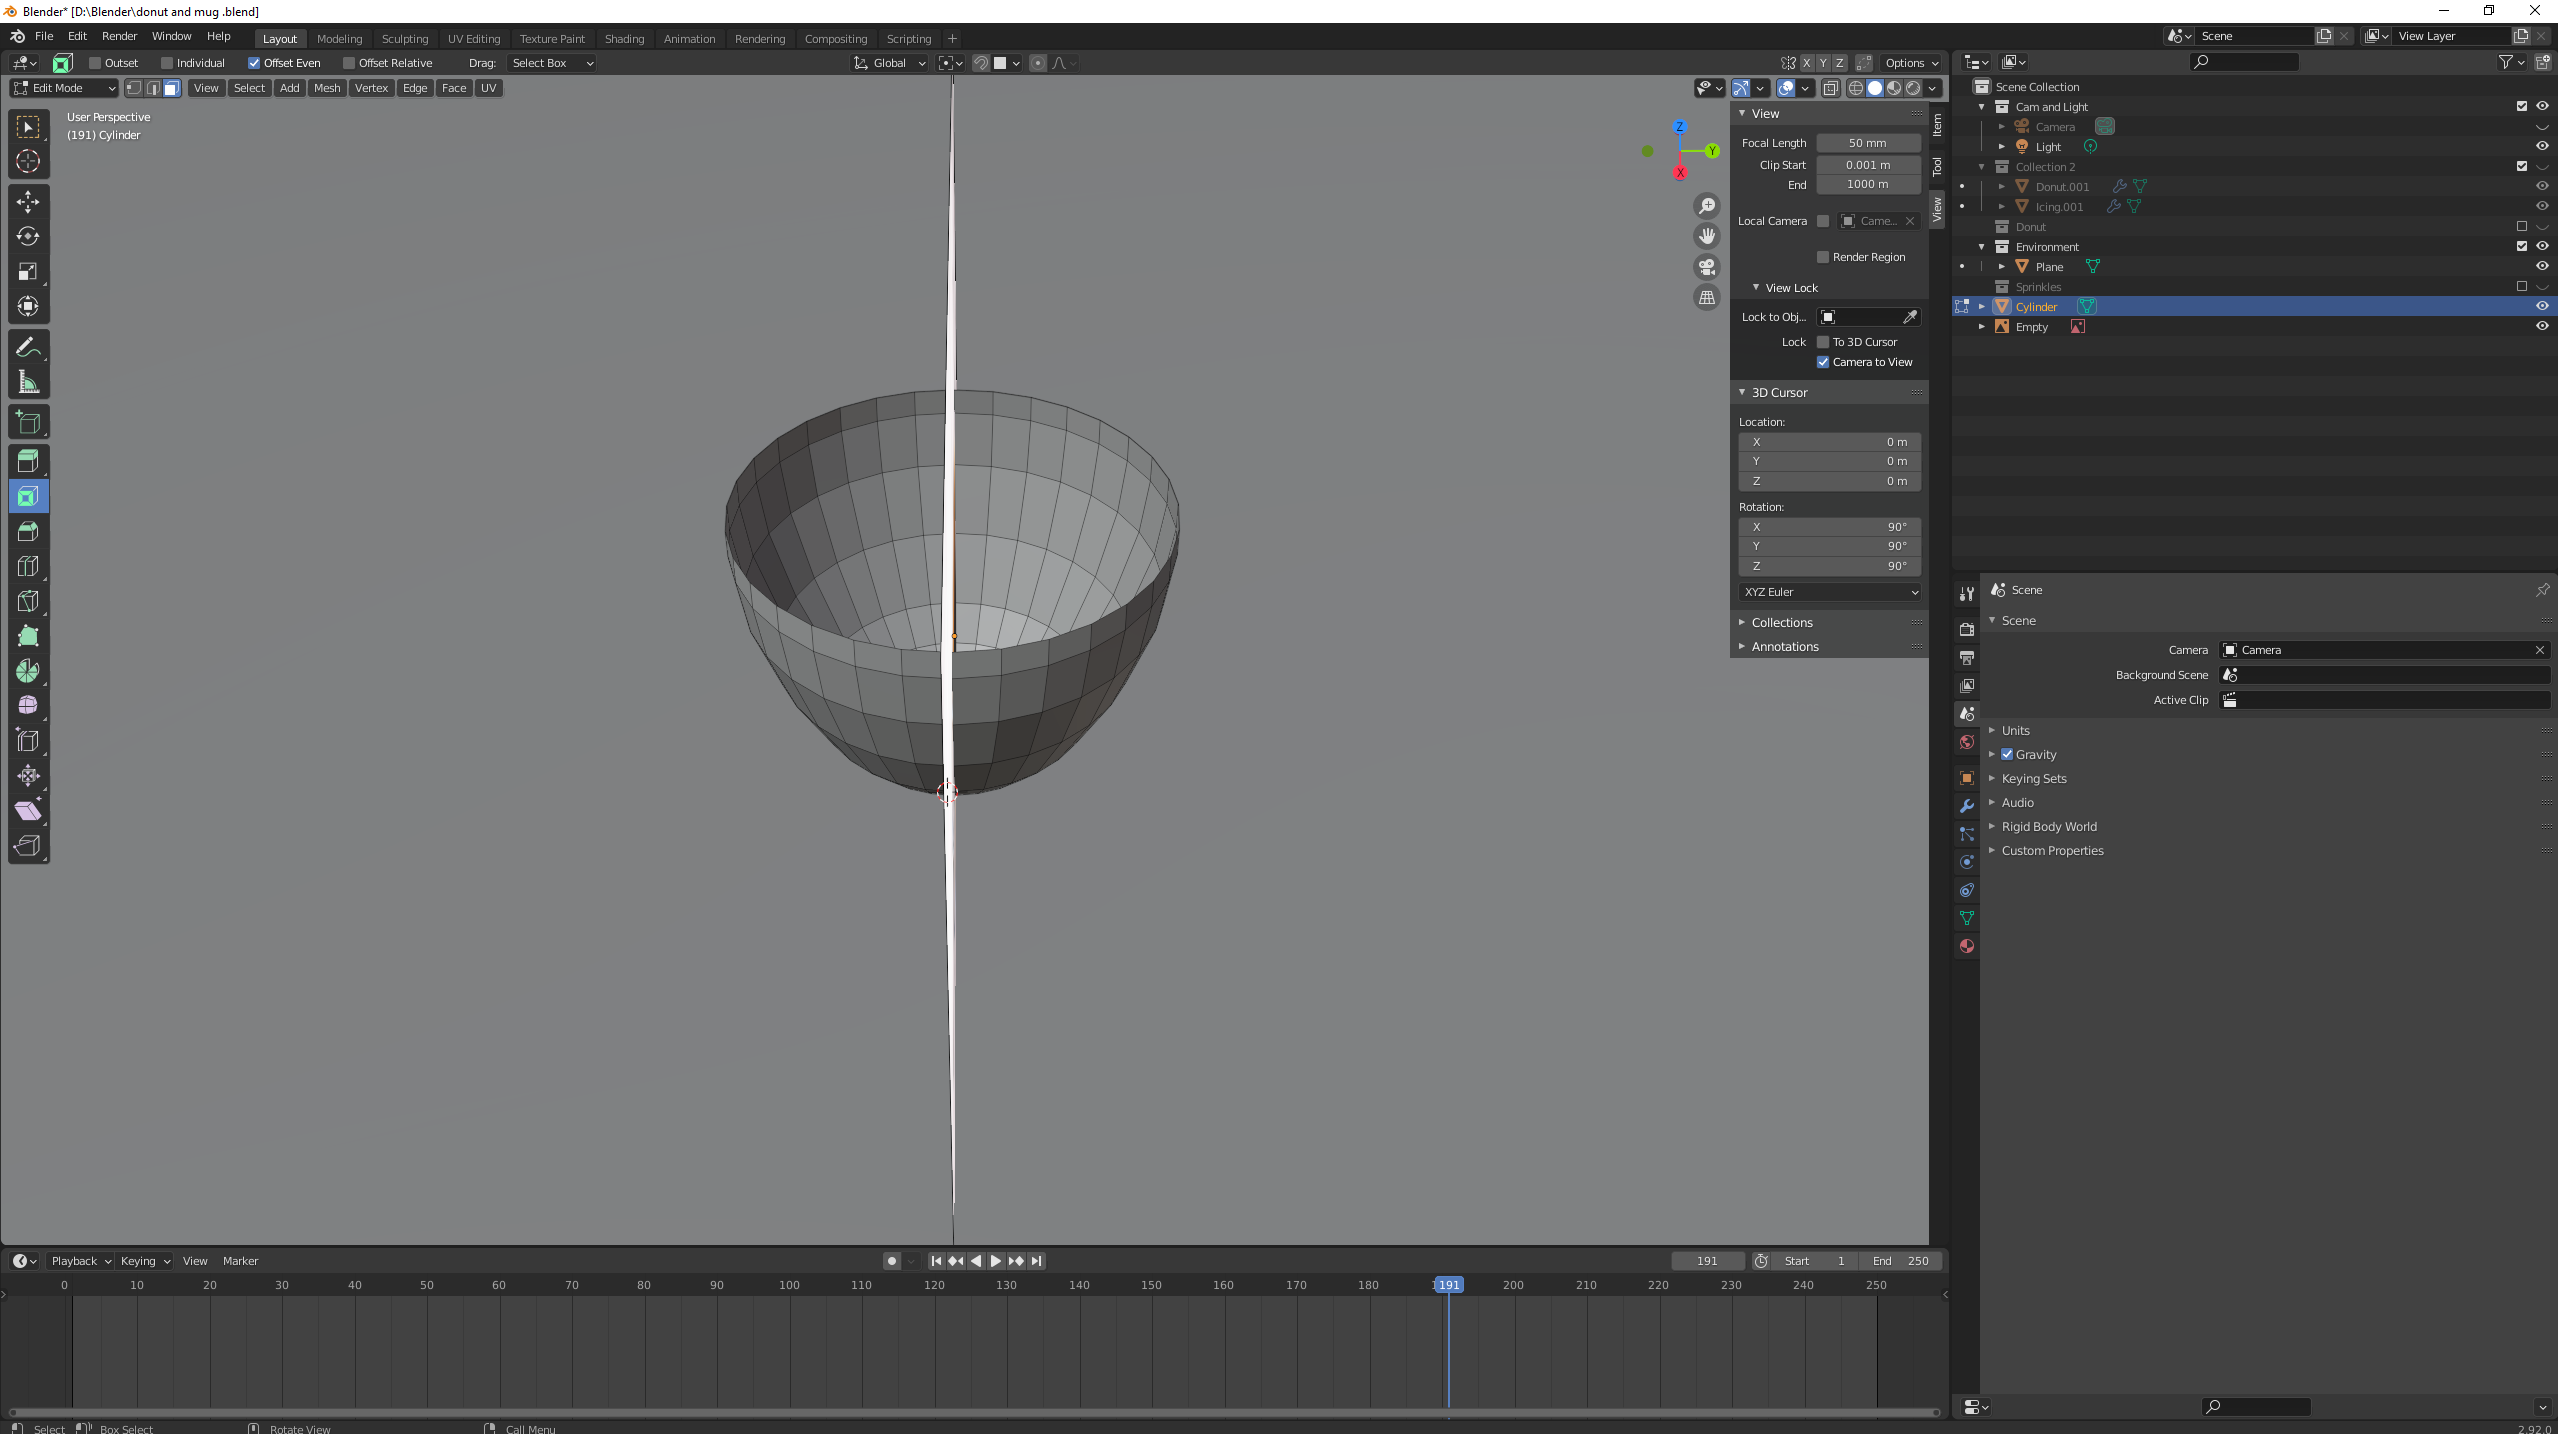 Blender* [D:\Blender\donut and mug .blend]
File Edit Render Window Help Layout Modeling Sculpting UV Editing Texture Paint Shading Animation Rendering Compositing Scripting + Scene View Layer
Outset Individual Offset Even Offset Relative Drag: Select Box Global X Y Z Options
Edit Mode View Select Add Mesh Vertex Edge Face UV
User Perspective
(191) Cylinder
Z
Y
X
View
Focal Length 50 mm
Clip Start 0.001 m
End 1000 m
Local Camera Came...
Render Region
View Lock
Lock to Obj...
Lock To 3D Cursor
Camera to View
3D Cursor
Location:
X 0 m
Y 0 m
Z 0 m
Rotation:
X 90°
Y 90°
Z 90°
XYZ Euler
Collections
Annotations
Item
Tool
View
Scene Collection
Cam and Light
Camera
Light
Collection 2
Donut.001
Icing.001
Donut
Environment
Plane
Sprinkles
Cylinder
Empty
Scene
Scene
Camera Camera
Background Scene
Active Clip
Units
Gravity
Keying Sets
Audio
Rigid Body World
Custom Properties
Playback Keying View Marker 191 Start 1 End 250
0 10 20 30 40 50 60 70 80 90 100 110 120 130 140 150 160 170 180 191 200 210 220 230 240 250
Select Box Select Rotate View Call Menu 2.92.0